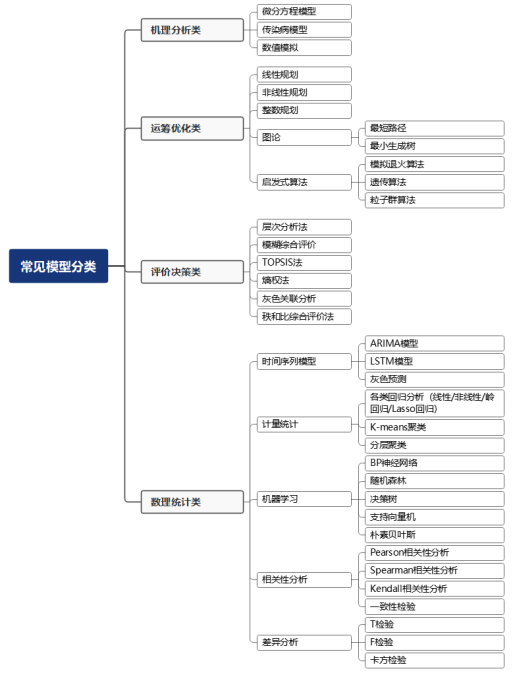 常见模型分类
机理分析类
微分方程模型
传染病模型
数值模拟
运筹优化类
线性规划
非线性规划
整数规划
图论
最短路径
最小生成树
启发式算法
模拟退火算法
遗传算法
粒子群算法
评价决策类
层次分析法
模糊综合评价
TOPSIS法
熵权法
灰色关联分析
秩和比综合评价法
数理统计类
时间序列模型
ARIMA模型
LSTM模型
灰色预测
计量统计
各类回归分析（线性/非线性/岭
回归/Lasso回归）
K-means聚类
分层聚类
机器学习
BP神经网络
随机森林
决策树
支持向量机
朴素贝叶斯
相关性分析
Pearson相关性分析
Spearman相关性分析
Kendall相关性分析
一致性检验
差异分析
T检验
F检验
卡方检验